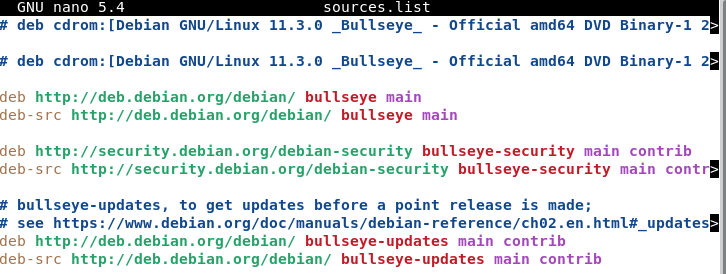 GNU nano 5.4 sources.list
# deb cdrom:[Debian GNU/Linux 11.3.0 _Bullseye_ - Official amd64 DVD Binary-1 2>
# deb cdrom:[Debian GNU/Linux 11.3.0 _Bullseye_ - Official amd64 DVD Binary-1 2>
deb http://deb.debian.org/debian/ bullseye main
deb-src http://deb.debian.org/debian/ bullseye main
deb http://security.debian.org/debian-security bullseye-security main contrib
deb-src http://security.debian.org/debian-security bullseye-security main contr>
# bullseye-updates, to get updates before a point release is made;
# see https://www.debian.org/doc/manuals/debian-reference/ch02.en.html#_updates>
deb http://deb.debian.org/debian/ bullseye-updates main contrib
deb-src http://deb.debian.org/debian/ bullseye-updates main contrib